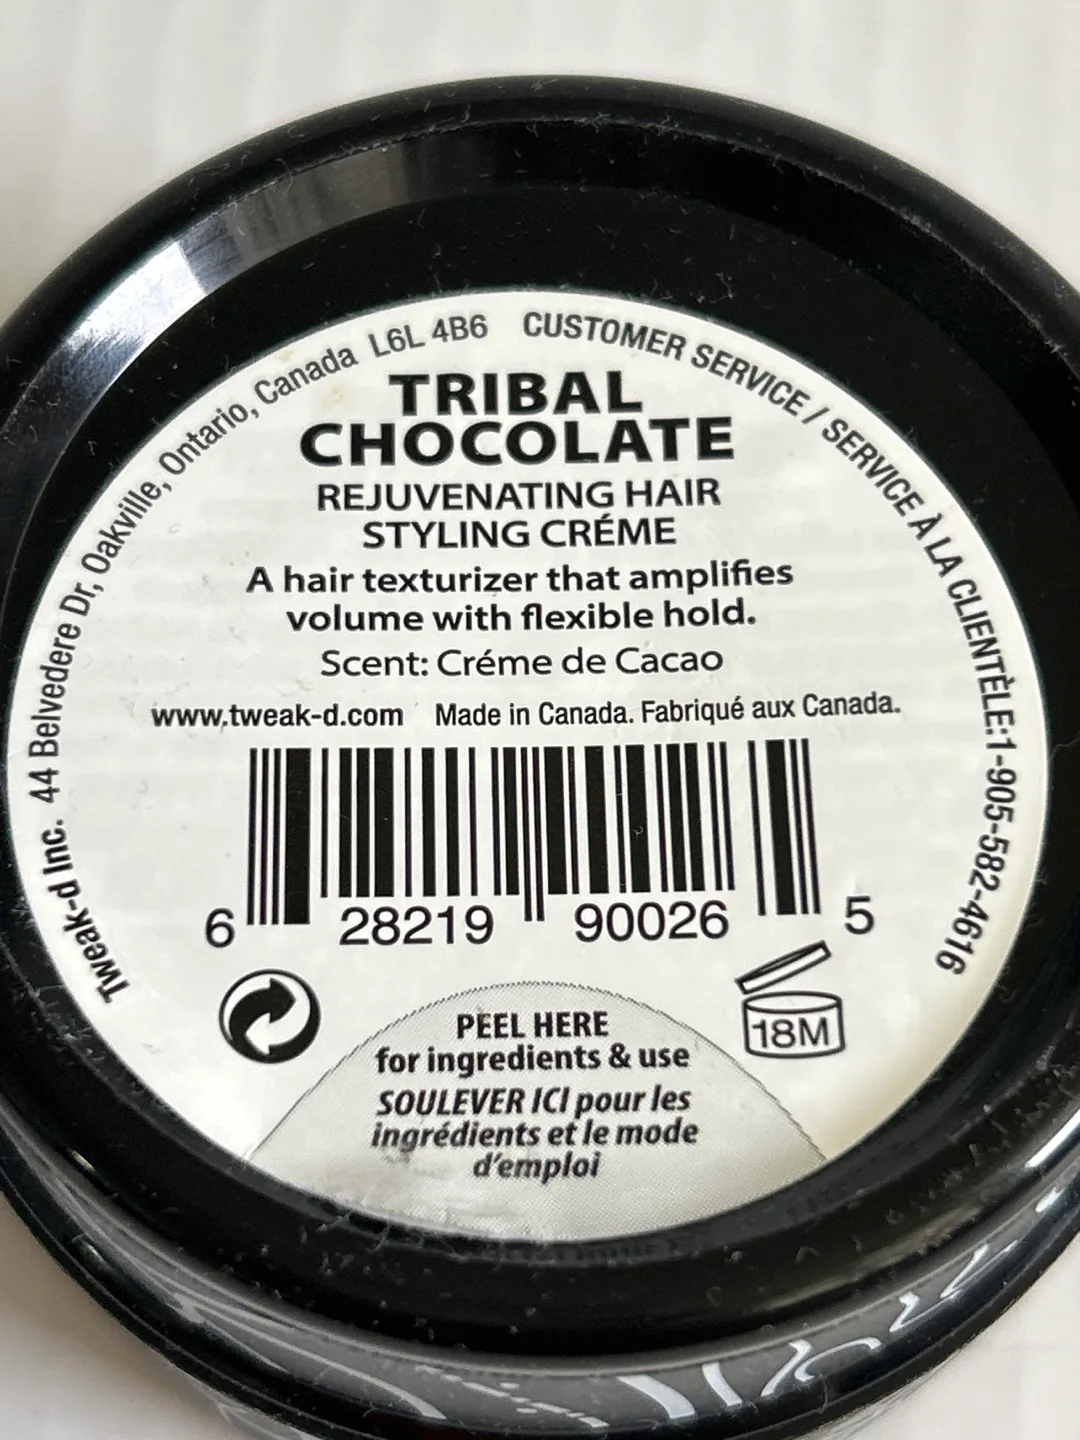 Tweak-d Inc. 44 Belvedere Dr, Oakville, Ontario, Canada L6L 4B6 CUSTOMER SERVICE / SERVICE À LA CLIENTÈLE:1-905-582-4616
TRIBAL
CHOCOLATE
REJUVENATING HAIR
STYLING CRÉME
A hair texturizer that amplifies
volume with flexible hold.
Scent: Créme de Cacao
www.tweak-d.com Made in Canada. Fabriqué aux Canada.
6 28219 90026 5
18M
PEEL HERE
for ingredients & use
SOULEVER ICI pour les
ingrédients et le mode
d'emploi